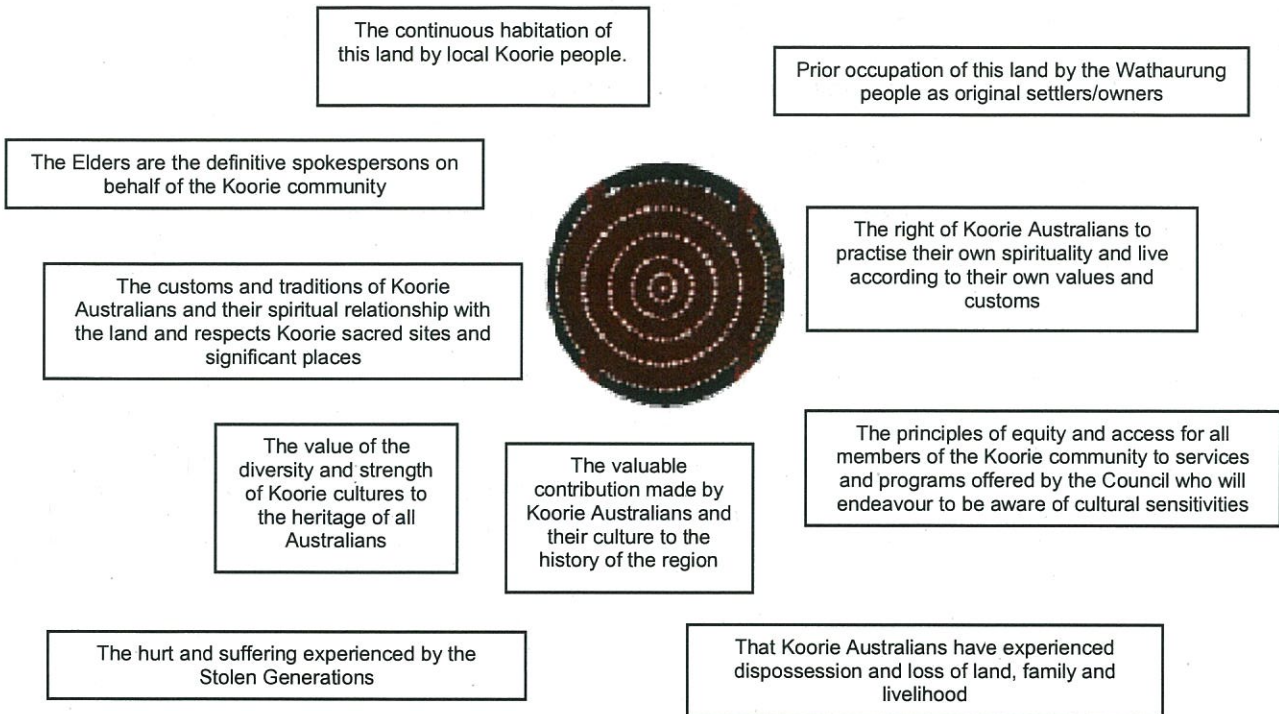 The continuous habitation of
this land by local Koorie people.
Prior occupation of this land by the Wathaurung
people as original settlers/owners
The Elders are the definitive spokespersons on
behalf of the Koorie community
The right of Koorie Australians to
practise their own spirituality and live
according to their own values and
customs
The customs and traditions of Koorie
Australians and their spiritual relationship with
the land and respects Koorie sacred sites and
significant places
The principles of equity and access for all
members of the Koorie community to services
and programs offered by the Council who will
endeavour to be aware of cultural sensitivities
The value of the
diversity and strength
of Koorie cultures to
the heritage of all
Australians
The valuable
contribution made by
Koorie Australians and
their culture to the
history of the region
The hurt and suffering experienced by the
Stolen Generations
That Koorie Australians have experienced
dispossession and loss of land, family and
livelihood